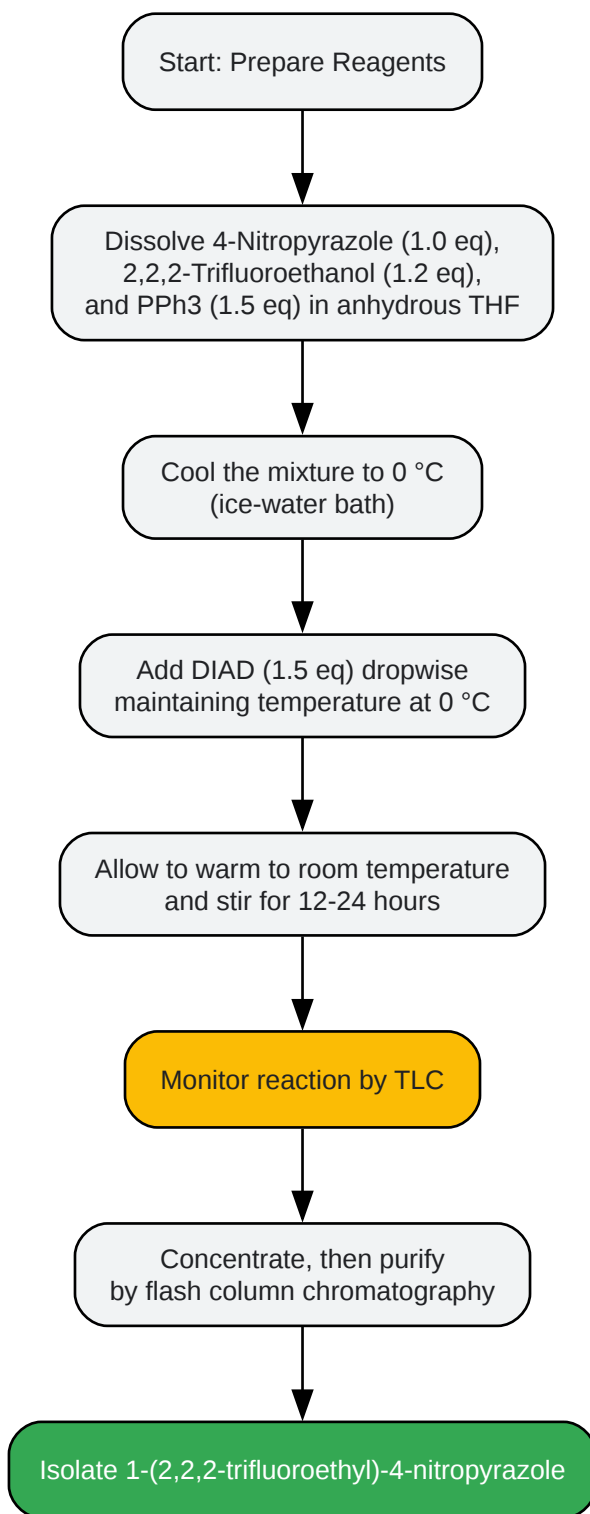 Start: Prepare Reagents
Dissolve 4-Nitropyrazole (1.0 eq),
2,2,2-Trifluoroethanol (1.2 eq),
and PPh3 (1.5 eq) in anhydrous THF
Cool the mixture to 0 °C
(ice-water bath)
Add DIAD (1.5 eq) dropwise
maintaining temperature at 0 °C
Allow to warm to room temperature
and stir for 12-24 hours
Monitor reaction by TLC
Concentrate, then purify
by flash column chromatography
Isolate 1-(2,2,2-trifluoroethyl)-4-nitropyrazole